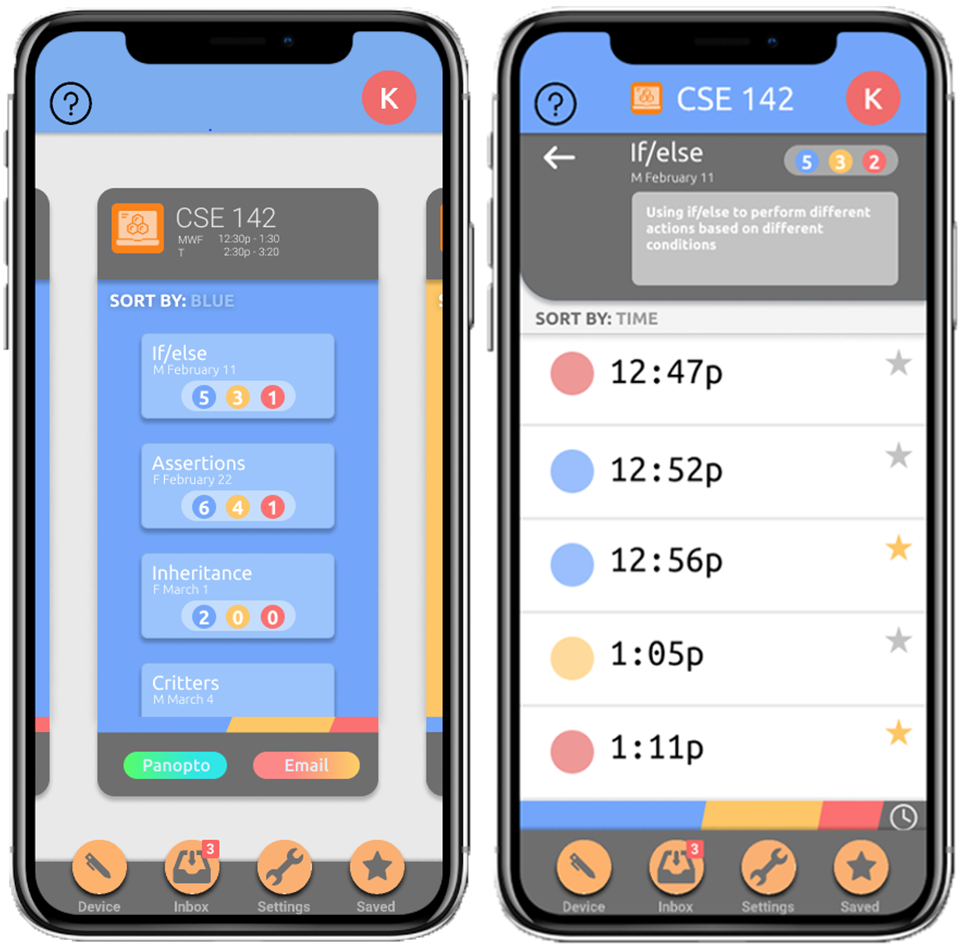 ?
K
CSE 142
MWF 12:30p - 1:30
T 2:30p - 3:20
SORT BY: BLUE
If/else
M February 11
5 3 1
Assertions
F February 22
6 4 1
Inheritance
F March 1
2 0 0
Critters
M March 4
Panopto Email
3
Device Inbox Settings Saved
? CSE 142 K
If/else
M February 11
5 3 2
Using if/else to perform different
actions based on different
conditions
SORT BY: TIME
12:47p
12:52p
12:56p
1:05p
1:11p
3
Device Inbox Settings Saved